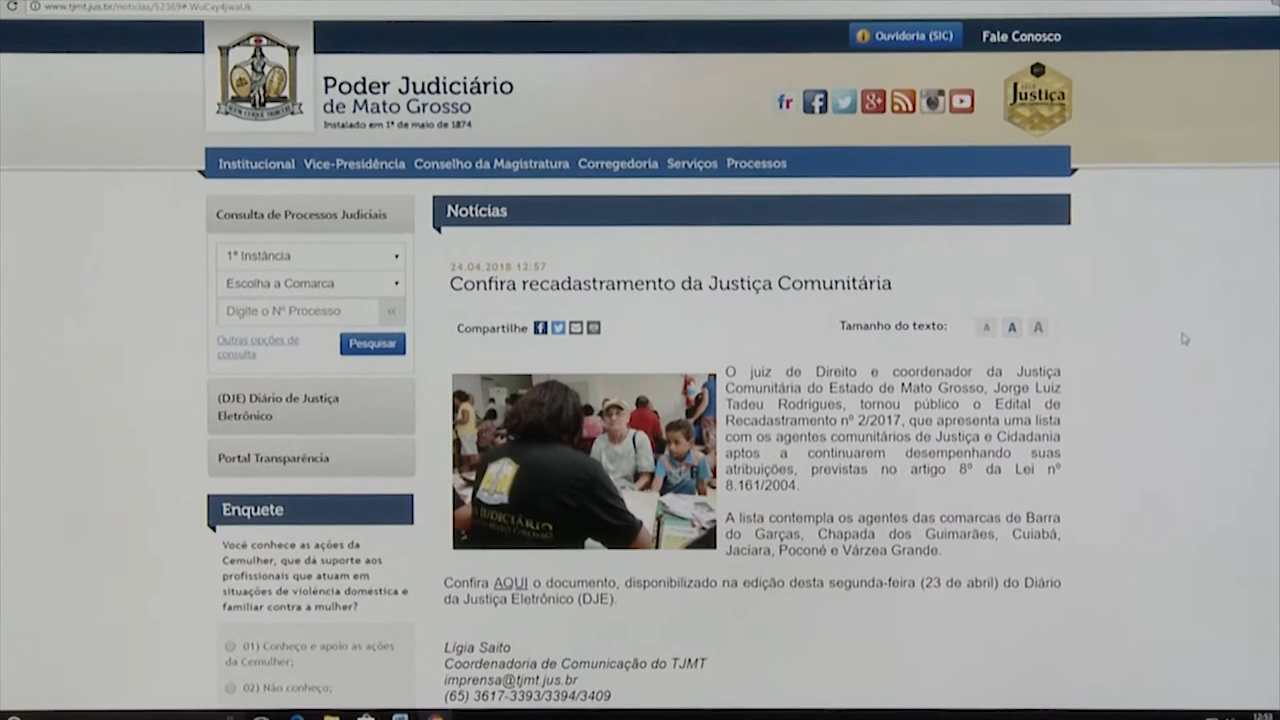 www.tjmt.jus.br/noticias/52369#.WuCxy4jwaUk
Ouvidoria (SIC) Fale Conosco
Poder Judiciário
de Mato Grosso
Instalado em 1º de maio de 1874
Justiça
Institucional Vice-Presidência Conselho da Magistratura Corregedoria Serviços Processos
Consulta de Processos Judiciais
1ª Instância
Escolha a Comarca
Digite o Nº Processo
Outras opções de
consulta
Pesquisar
(DJE) Diário de Justiça
Eletrônico
Portal Transparência
Enquete
Você conhece as ações da
Cemulher, que dá suporte aos
profissionais que atuam em
situações de violência doméstica e
familiar contra a mulher?
01) Conheço e apoio as ações
da Cemulher;
02) Não conheço;
Notícias
24.04.2018 12:57
Confira recadastramento da Justiça Comunitária
Compartilhe
Tamanho do texto: A A A
JUDICIÁRIO
O juiz de Direito e coordenador da Justiça
Comunitária do Estado de Mato Grosso, Jorge Luiz
Tadeu Rodrigues, tornou público o Edital de
Recadastramento nº 2/2017, que apresenta uma lista
com os agentes comunitários de Justiça e Cidadania
aptos a continuarem desempenhando suas
atribuições, previstas no artigo 8º da Lei nº
8.161/2004.
A lista contempla os agentes das comarcas de Barra
do Garças, Chapada dos Guimarães, Cuiabá,
Jaciara, Poconé e Várzea Grande.
Confira AQUI o documento, disponibilizado na edição desta segunda-feira (23 de abril) do Diário
da Justiça Eletrônico (DJE).
Lígia Saito
Coordenadoria de Comunicação do TJMT
imprensa@tjmt.jus.br
(65) 3617-3393/3394/3409